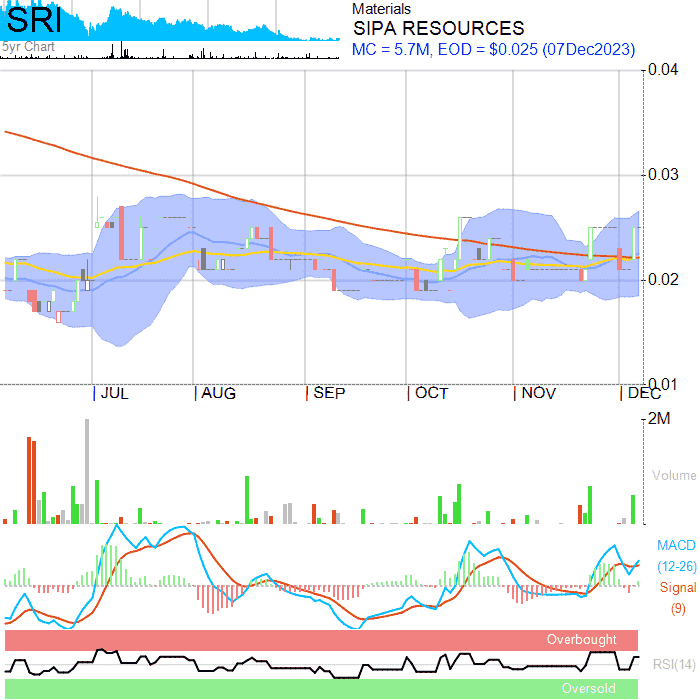 SRI
5yr Chart
Materials
SIPA RESOURCES
MC = 5.7M, EOD = $0.025 (07Dec2023)
0.04
0.03
0.02
0.01
JUL AUG SEP OCT NOV DEC
2M
Volume
MACD
(12-26)
Signal
(9)
Overbought
RSI(14)
Oversold